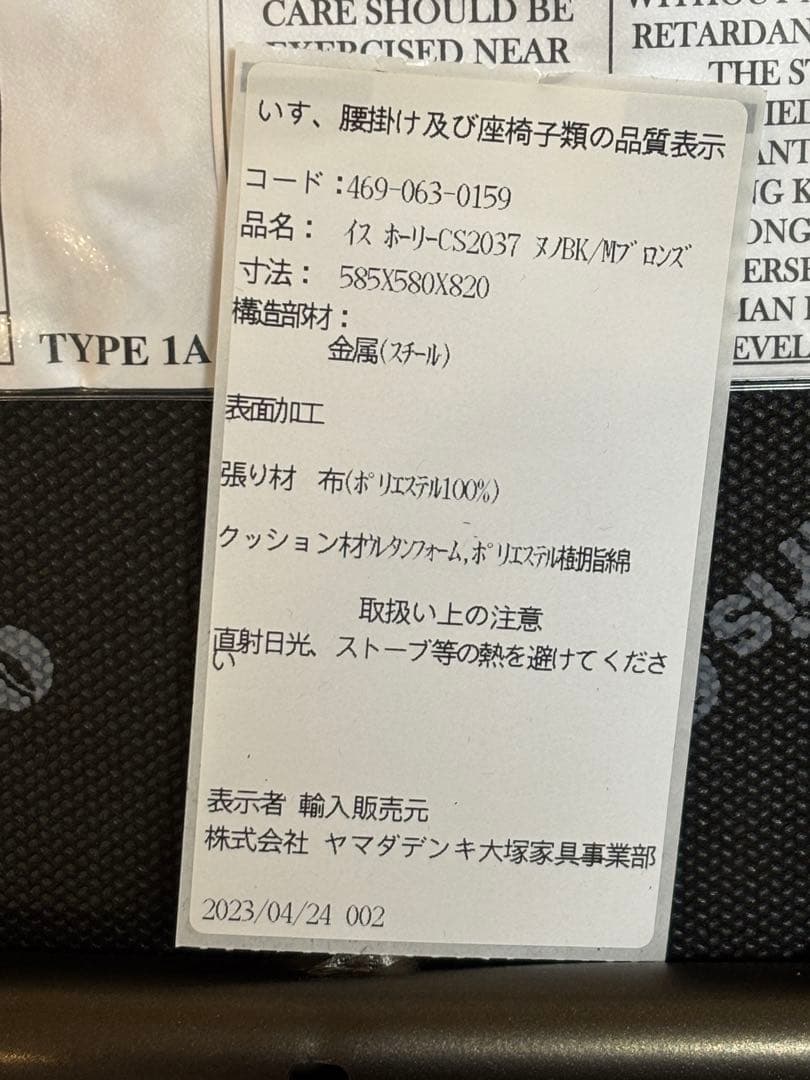 CARE SHOULD BE
EXERCISED NEAR
RETARDAN
THE ST
TYPE 1A
いす、腰掛け及び座椅子類の品質表示
コード:469-063-0159
品名: イス ホーリーCS2037 ヌノBK/Mブロンズ
寸法: 585X580X820
構造部材:
金属(スチール)
表面加工
張り材 布(ポリエステル100%)
クッション材ウレタンフォーム,ポリエステル樹脂綿
取扱い上の注意
直射日光、ストーブ等の熱を避けてくださ
い
表示者 輸入販売元
株式会社 ヤマダデンキ大塚家具事業部
2023/04/24 002